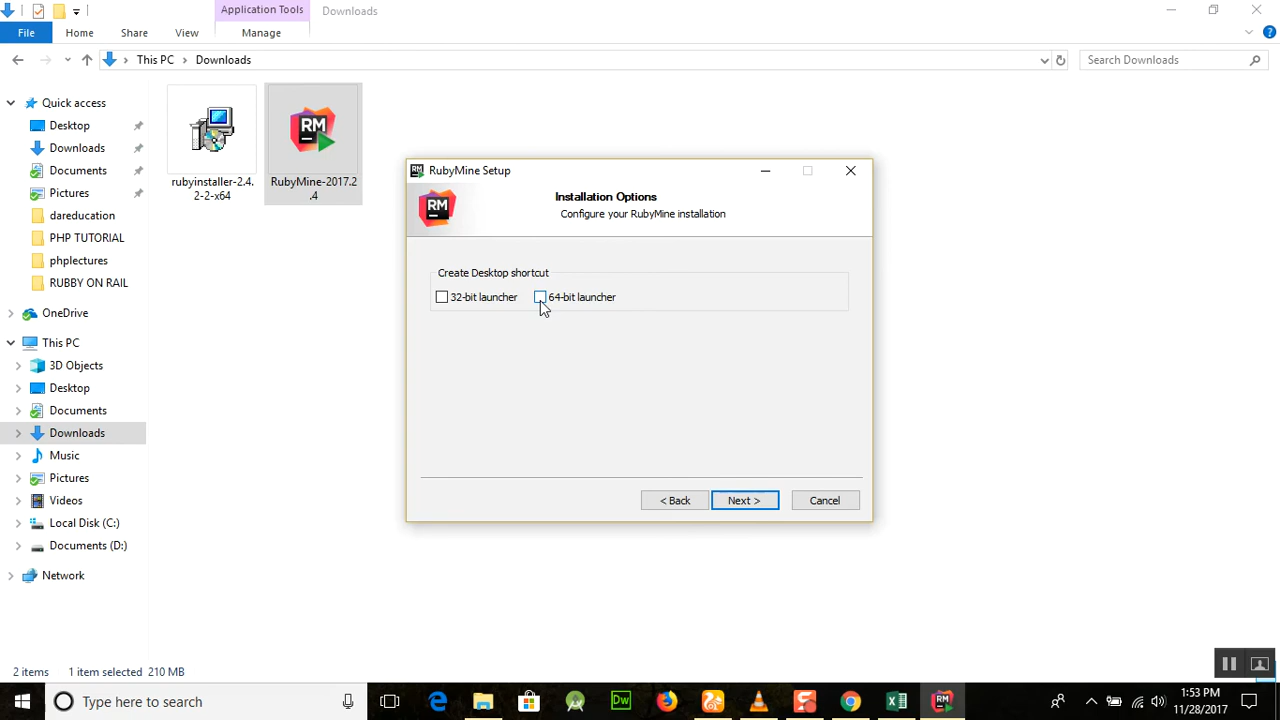 Application Tools
Downloads
File
Home
Share
View
Manage
This PC
Downloads
Search Downloads
Quick access
Desktop
Downloads
Documents
Pictures
dareducation
PHP TUTORIAL
phplectures
RUBBY ON RAIL
OneDrive
This PC
3D Objects
Desktop
Documents
Downloads
Music
Pictures
Videos
Local Disk (C:)
Documents (D:)
Network
RM
rubyinstaller-2.4.
2-2-x64
RubyMine-2017.2
.4
RM
RubyMine Setup
RM
Installation Options
Configure your RubyMine installation
Create Desktop shortcut
32-bit launcher
64-bit launcher
< Back
Next >
Cancel
2 items
1 item selected 210 MB
Type here to search
Dw
RM
1:53 PM
11/28/2017